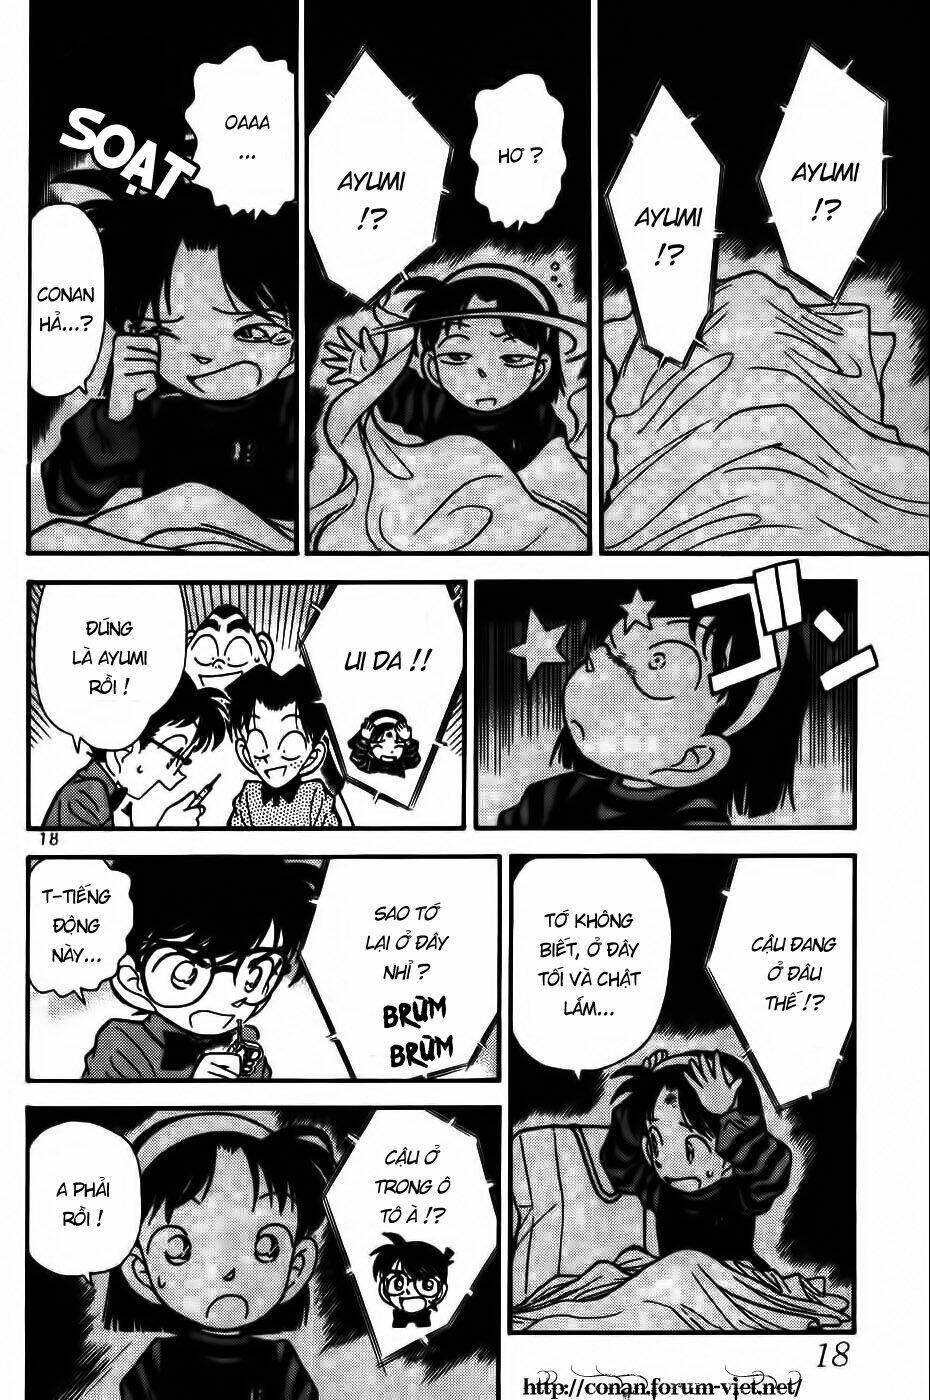 AYUMI
!?
AYUMI
!?
HƠ ?
AYUMI
!?
OAAA
...
SOẠT
CONAN
HẢ...?
ゴン
UI DA !!
ĐÚNG
LÀ AYUMI
RỒI !
18
CẬU ĐANG
Ở ĐÂU
THẾ !?
TỚ KHÔNG
BIẾT, Ở ĐÂY
TỐI VÀ CHẬT
LẮM...
SAO TỚ
LẠI Ở ĐÂY
NHỈ ?
BRÙM
BRÙM
T-TIẾNG
ĐỘNG
NÀY...
CẬU Ở
TRONG Ô
TÔ À !?
A PHẢI
RỒI !
18
http://conan.forum-viet.net/